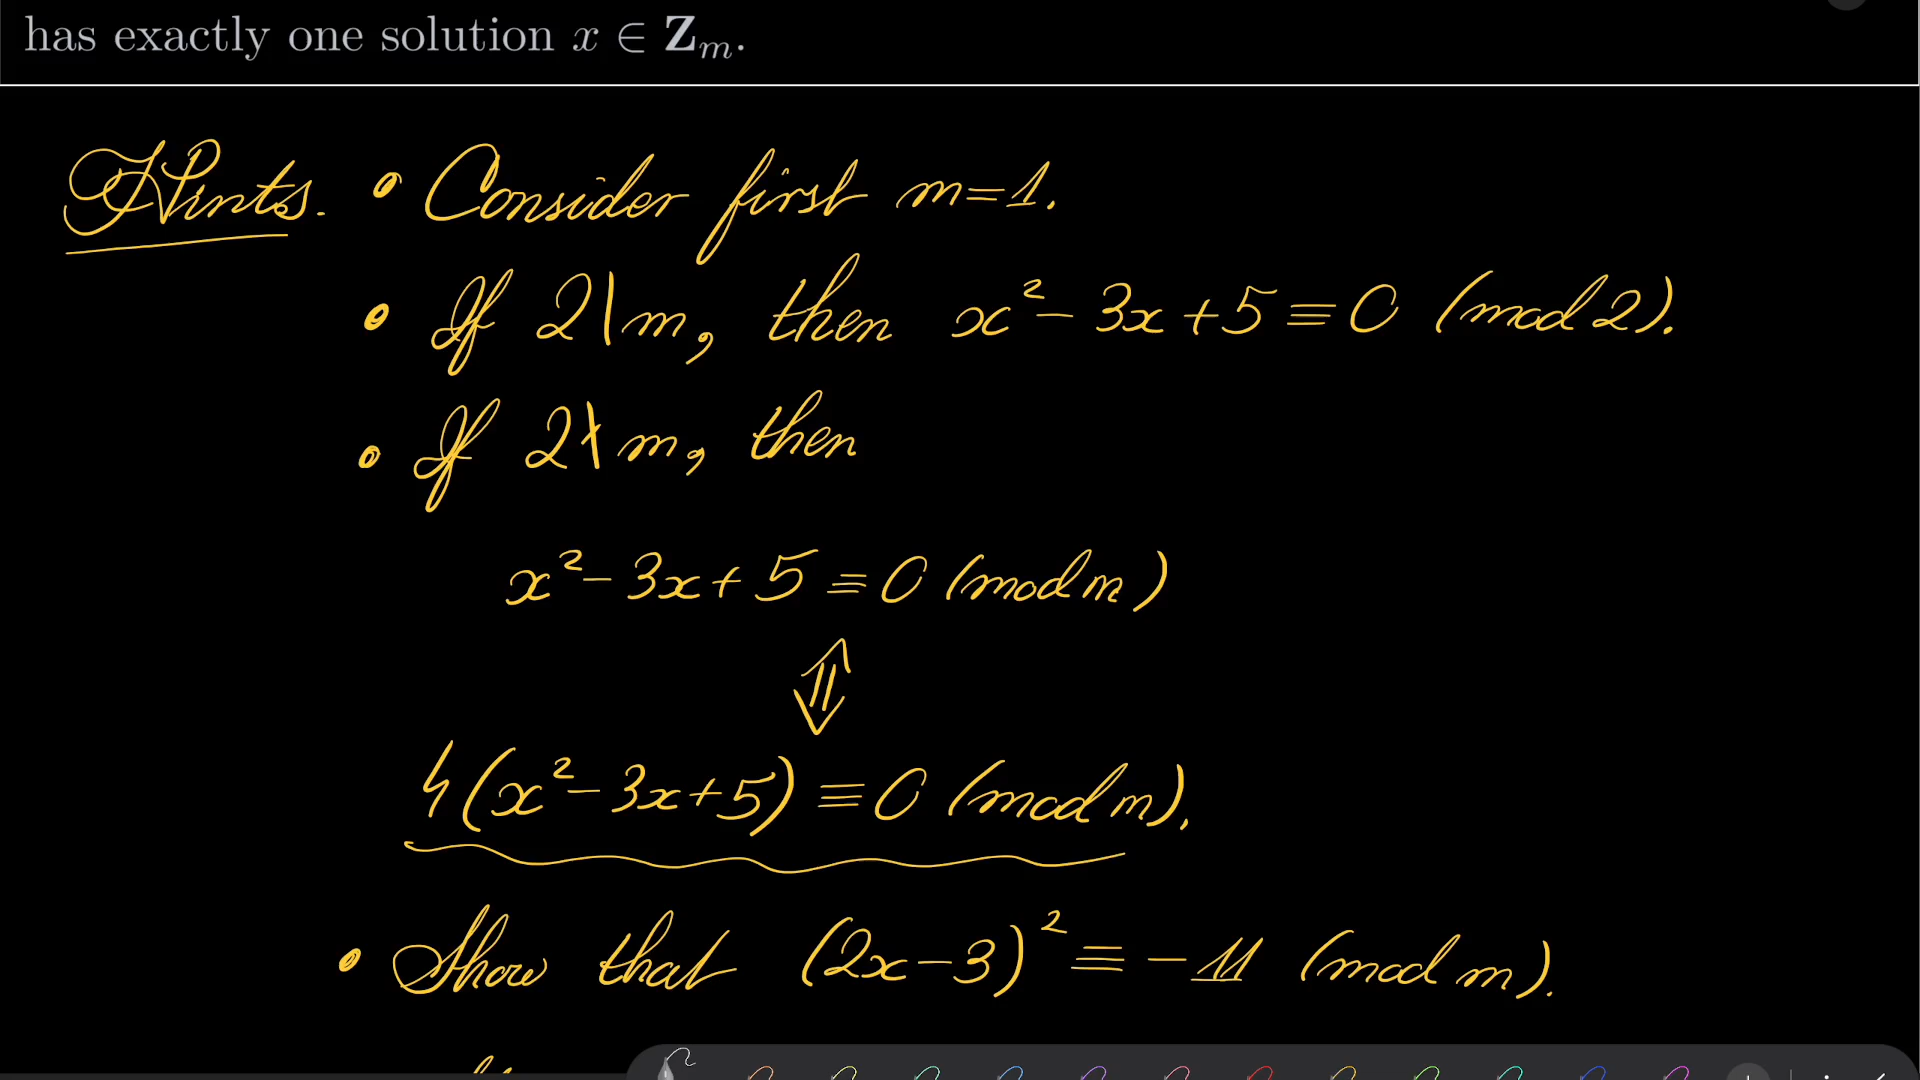 has exactly one solution x ∈ Z_m.
Hints. • Consider first m=1.
• If 2|m, then x² - 3x + 5 ≡ 0 (mod 2).
• If 2∤m, then
x² - 3x + 5 ≡ 0 (mod m)
⇕
4(x² - 3x + 5) ≡ 0 (mod m).
• Show that (2x-3)² ≡ -11 (mod m).